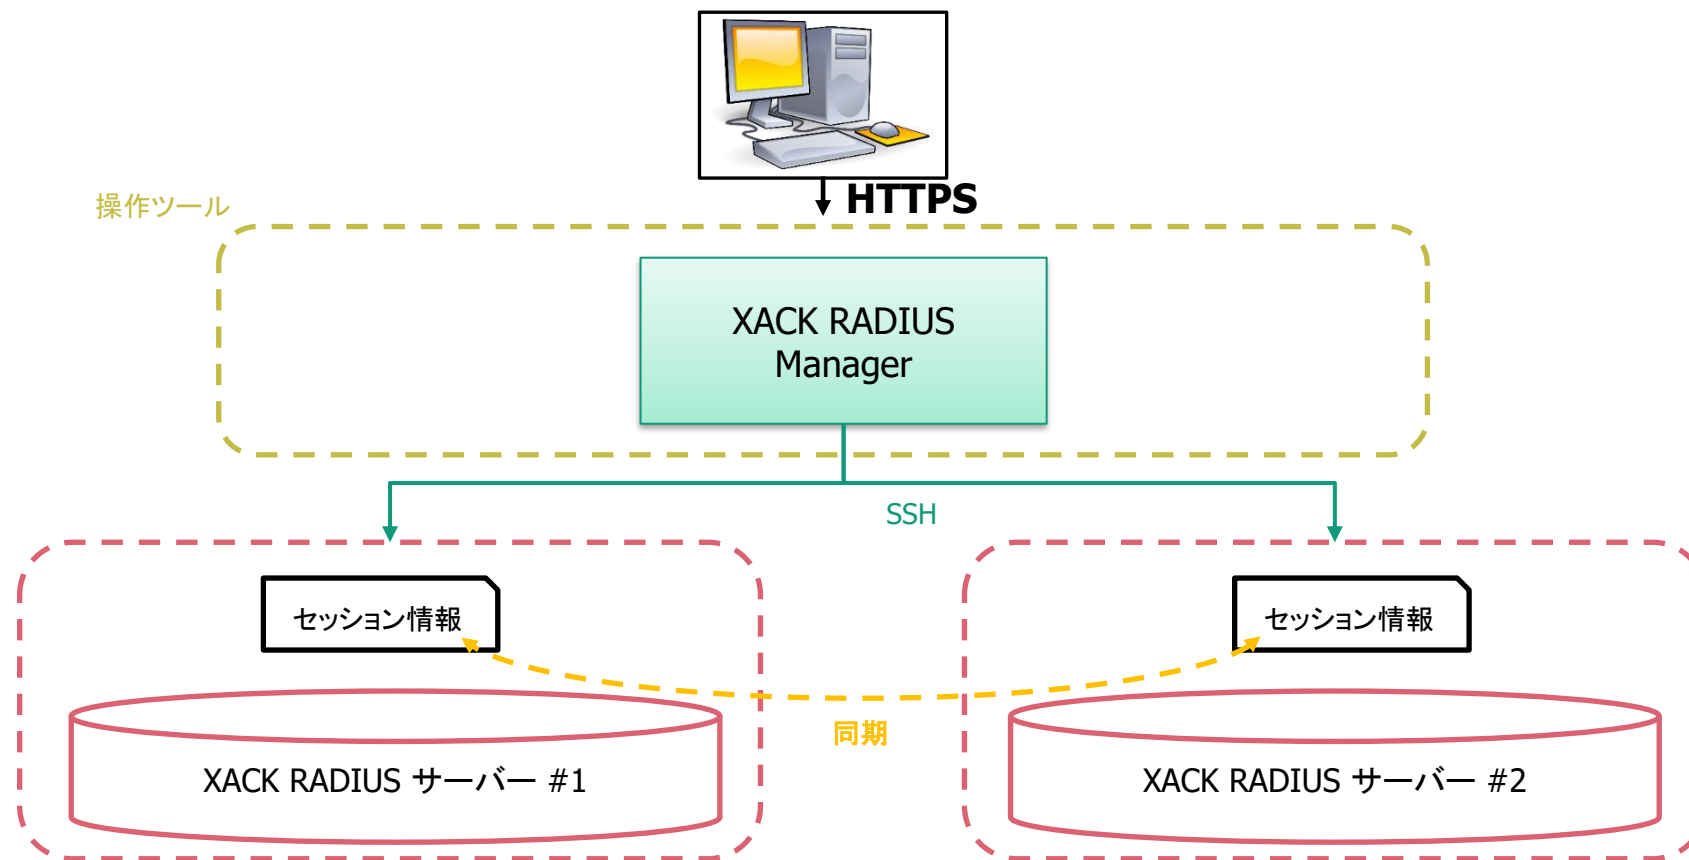 HTTPS
操作ツール
XACK RADIUS
Manager
SSH
セッション情報
セッション情報
同期
XACK RADIUS サーバー #1
XACK RADIUS サーバー #2